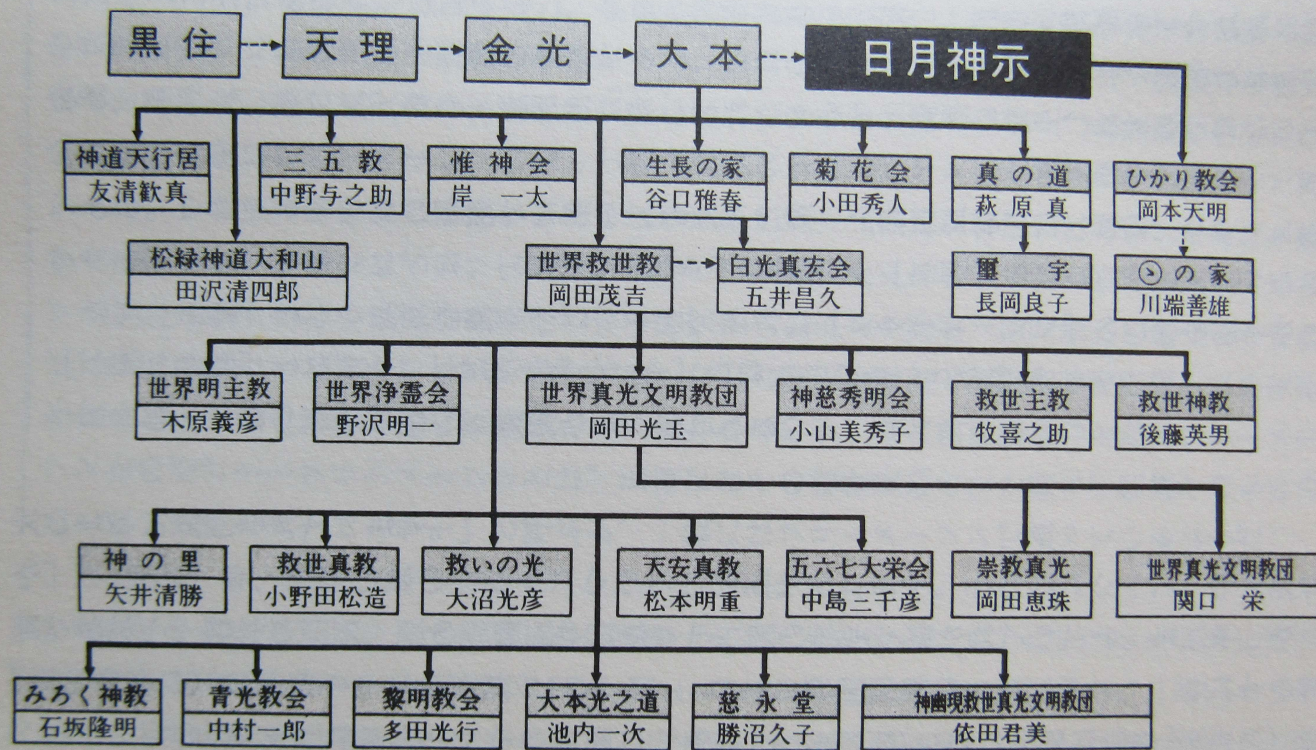 黒住
天理
金光
大本
日月神示
神道天行居
友清歓真
三五教
中野与之助
惟神会
岸一太
生長の家
谷口雅春
菊花会
小田秀人
真の道
萩原真
ひかり教会
岡本天明
松緑神道大和山
田沢清四郎
世界救世教
岡田茂吉
白光真宏会
五井昌久
璽宇
長岡良子
の家
川端善雄
世界明主教
木原義彦
世界浄霊会
野沢明一
世界真光文明教団
岡田光玉
神慈秀明会
小山美秀子
救世主教
牧喜之助
救世神教
後藤英男
神の里
矢井清勝
救世真教
小野田松造
救いの光
大沼光彦
天安真教
松本明重
五六七大栄会
中島三千彦
崇教真光
岡田恵珠
世界真光文明教団
関口栄
みろく神教
石坂隆明
青光教会
中村一郎
黎明教会
多田光行
大本光之道
池内一次
慈永堂
勝沼久子
神幽現救世真光文明教団
依田君美